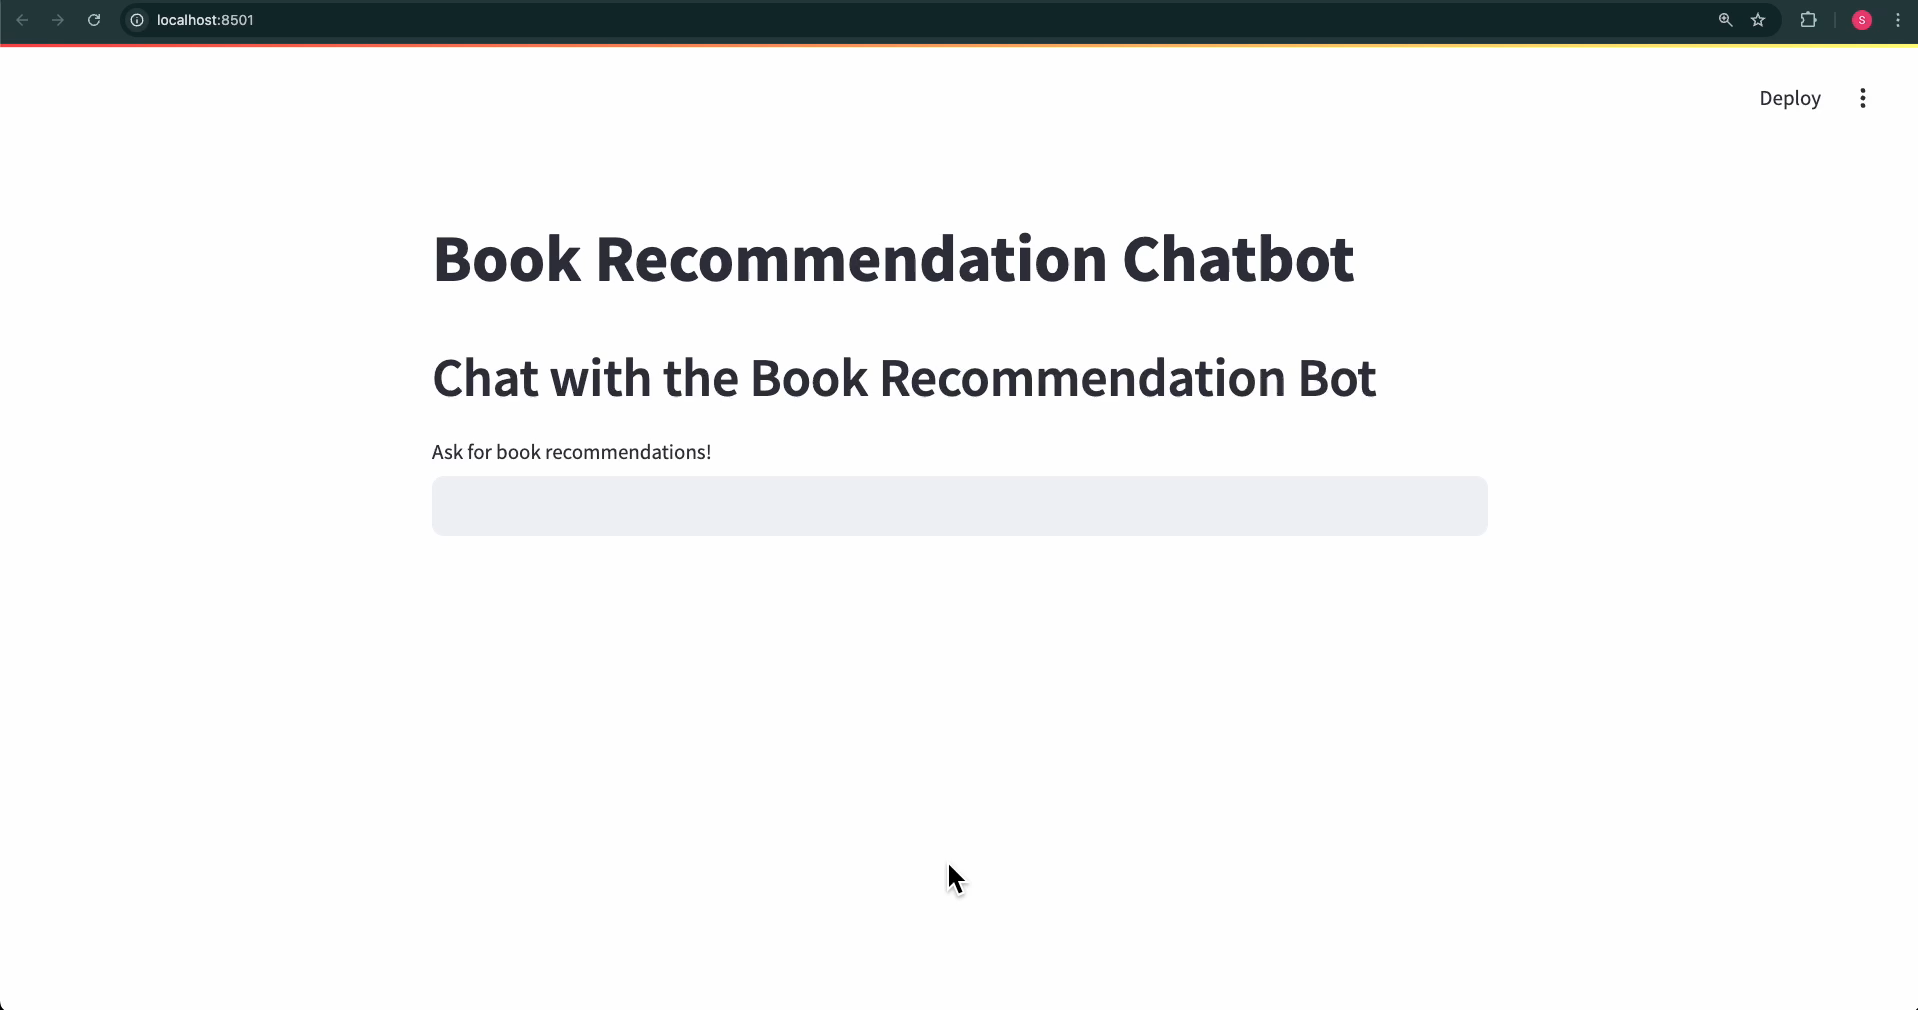 localhost:8501
S
Deploy
Book Recommendation Chatbot
Chat with the Book Recommendation Bot
Ask for book recommendations!